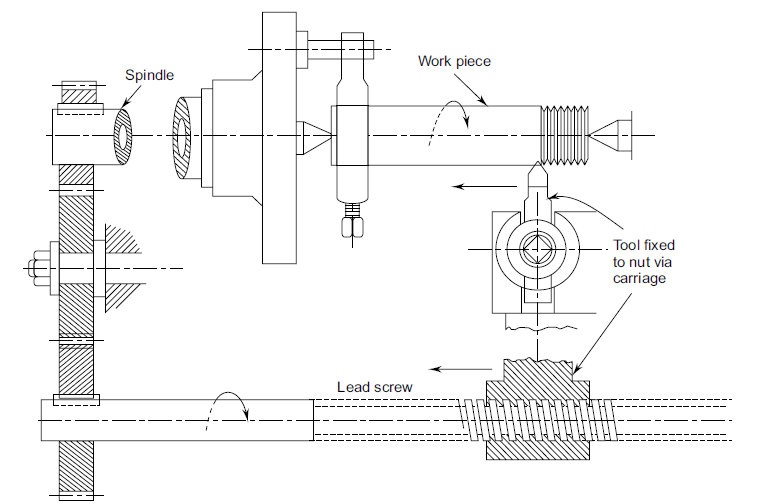 Spindle
Work piece
Tool fixed
to nut via
carriage
Lead screw